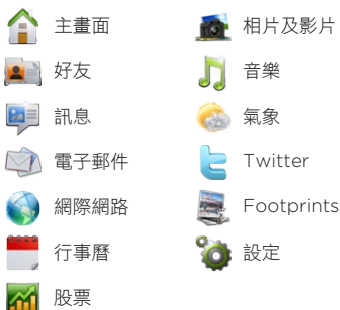 主畫面
好友
訊息
電子郵件
網際網路
行事曆
股票
相片及影片
音樂
氣象
Twitter
Footprints
設定